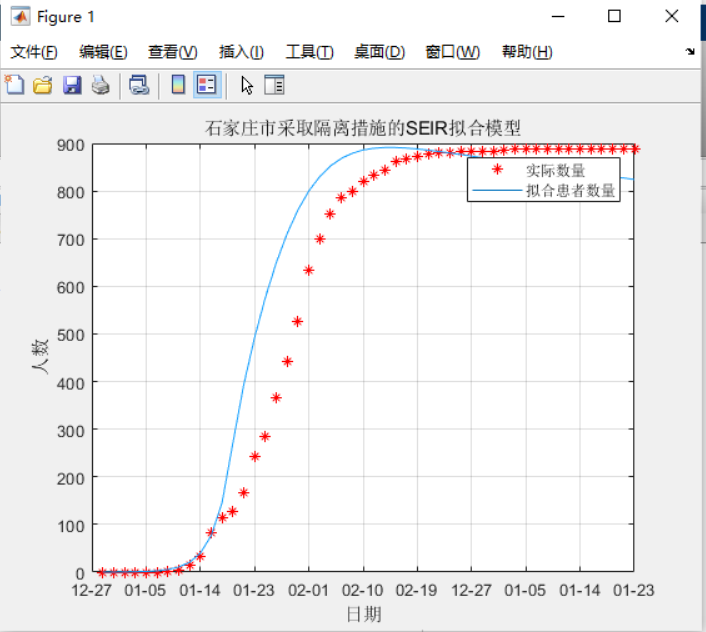 Figure 1
文件(F) 编辑(E) 查看(V) 插入(I) 工具(T) 桌面(D) 窗口(W) 帮助(H)
石家庄市采取隔离措施的SEIR拟合模型
900
800
700
600
500
400
300
200
100
0
人数
实际数量
拟合患者数量
12-27 01-05 01-14 01-23 02-01 02-10 02-19 12-27 01-05 01-14 01-23
日期